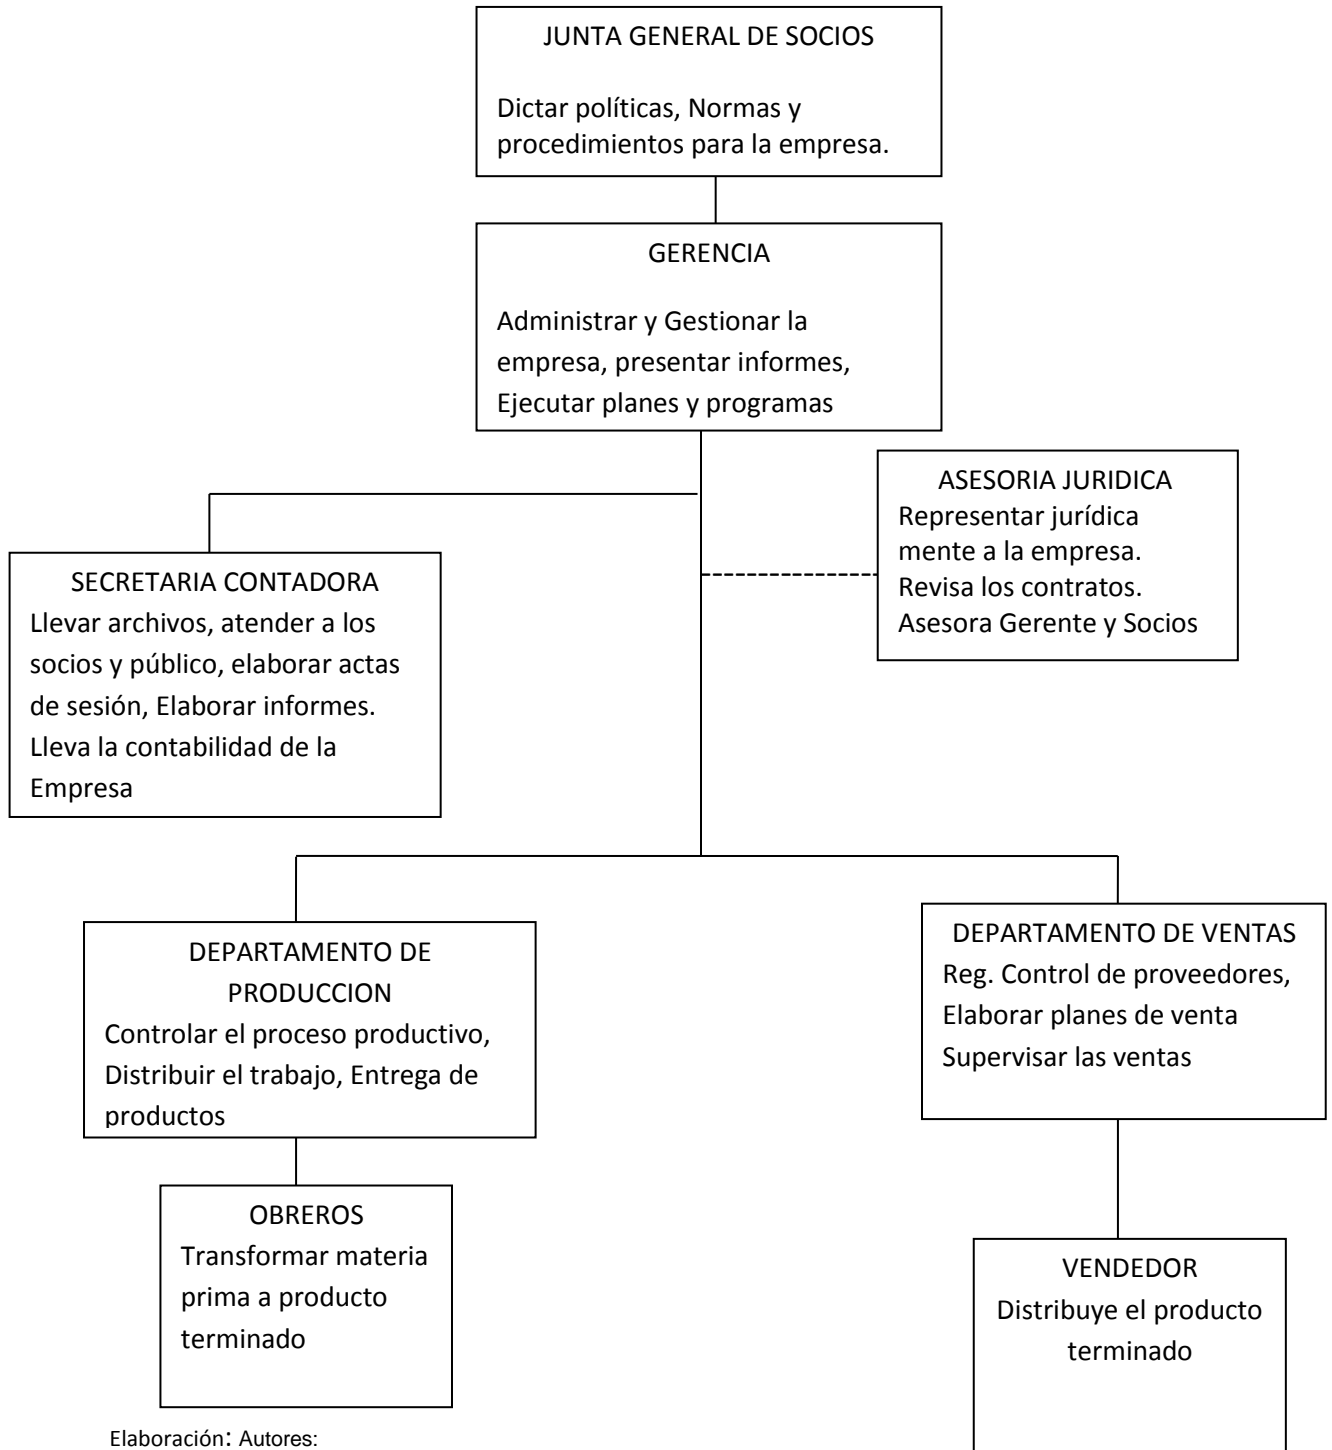 JUNTA GENERAL DE SOCIOS
Dictar políticas, Normas y
procedimientos para la empresa.
GERENCIA
Administrar y Gestionar la
empresa, presentar informes,
Ejecutar planes y programas
ASESORIA JURIDICA
Representar jurídica
mente a la empresa.
Revisa los contratos.
Asesora Gerente y Socios
SECRETARIA CONTADORA
Llevar archivos, atender a los
socios y público, elaborar actas
de sesión, Elaborar informes.
Lleva la contabilidad de la
Empresa
DEPARTAMENTO DE
PRODUCCION
Controlar el proceso productivo,
Distribuir el trabajo, Entrega de
productos
DEPARTAMENTO DE VENTAS
Reg. Control de proveedores,
Elaborar planes de venta
Supervisar las ventas
OBREROS
Transformar materia
prima a producto
terminado
VENDEDOR
Distribuye el producto
terminado
Elaboración: Autores: